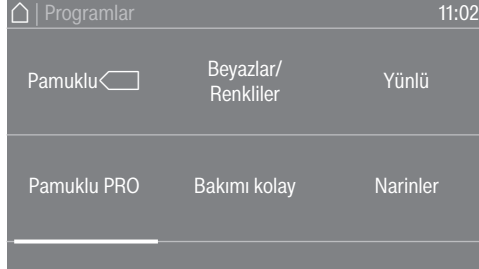 Programlar 11:02
Pamuklu
Beyazlar/
Renkliler
Yünlü
Pamuklu PRO
Bakımı kolay
Narinler